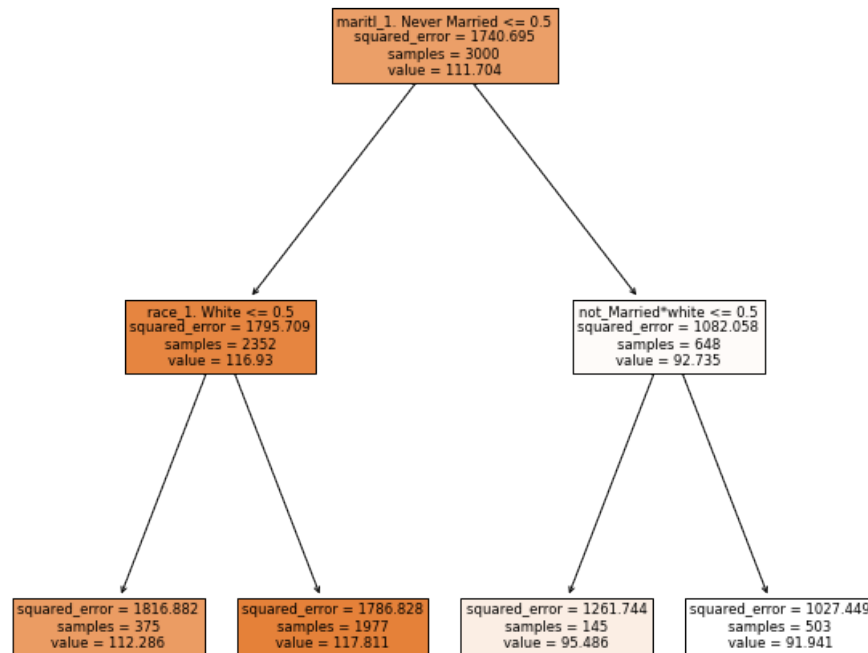 maritl_1. Never Married <= 0.5
squared_error = 1740.695
samples = 3000
value = 111.704
race_1. White <= 0.5
squared_error = 1795.709
samples = 2352
value = 116.93
not_Married*white <= 0.5
squared_error = 1082.058
samples = 648
value = 92.735
squared_error = 1816.882
samples = 375
value = 112.286
squared_error = 1786.828
samples = 1977
value = 117.811
squared_error = 1261.744
samples = 145
value = 95.486
squared_error = 1027.449
samples = 503
value = 91.941